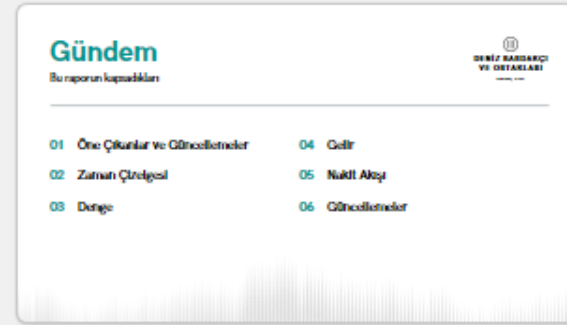 Gündem
Bu raporun kapsadıkları
DENİZ BARDAKÇI
VE ORTAKLARI
01 Öne Çıkanlar ve Güncellemeler
02 Zaman Çizelgesi
03 Denge
04 Gelir
05 Nakit Akışı
06 Güncellemeler